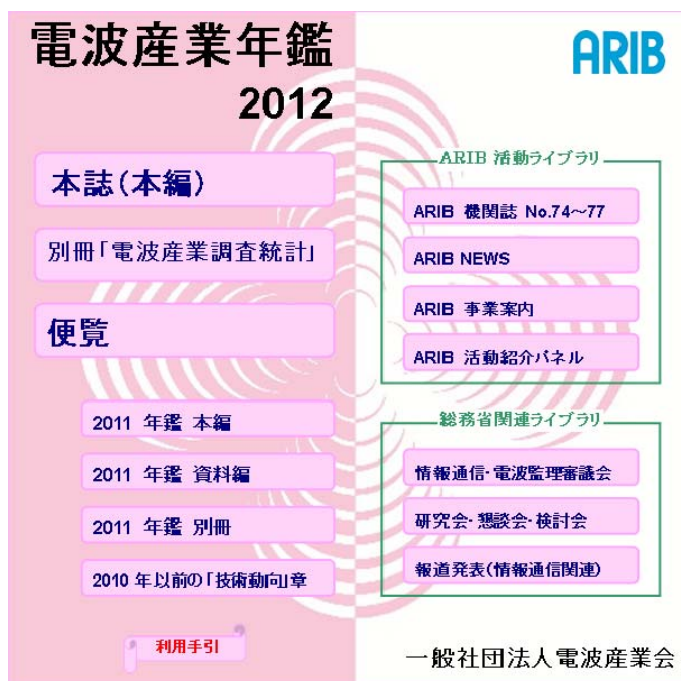 電波産業年鑑
2012
本誌(本編)
別冊「電波産業調査統計」
便覧
2011 年鑑 本編
2011 年鑑 資料編
2011 年鑑 別冊
2010 年以前の「技術動向」章
利用手引
ARIB
ARIB 活動ライブラリ
ARIB 機関誌 No.74～77
ARIB NEWS
ARIB 事業案内
ARIB 活動紹介パネル
総務省関連ライブラリ
情報通信・電波監理審議会
研究会・懇談会・検討会
報道発表(情報通信関連)
一般社団法人電波産業会